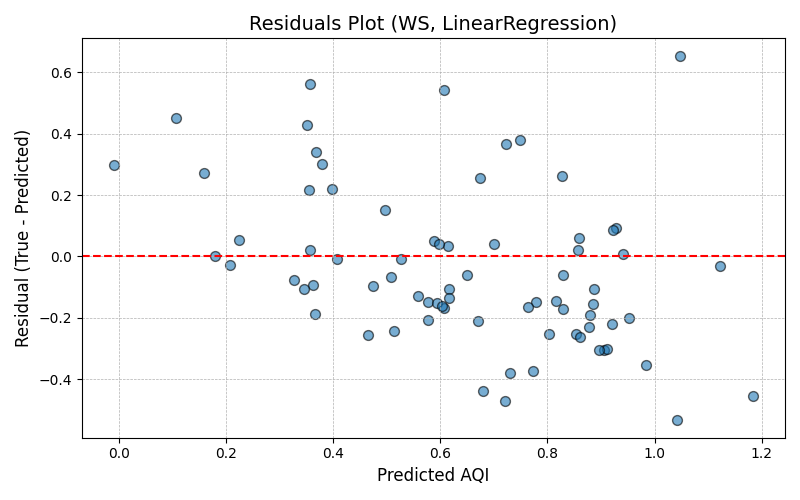 Residuals Plot (WS, LinearRegression)
Residual (True - Predicted)
0.6
0.4
0.2
0.0
−0.2
−0.4
0.0 0.2 0.4 0.6 0.8 1.0 1.2
Predicted AQI